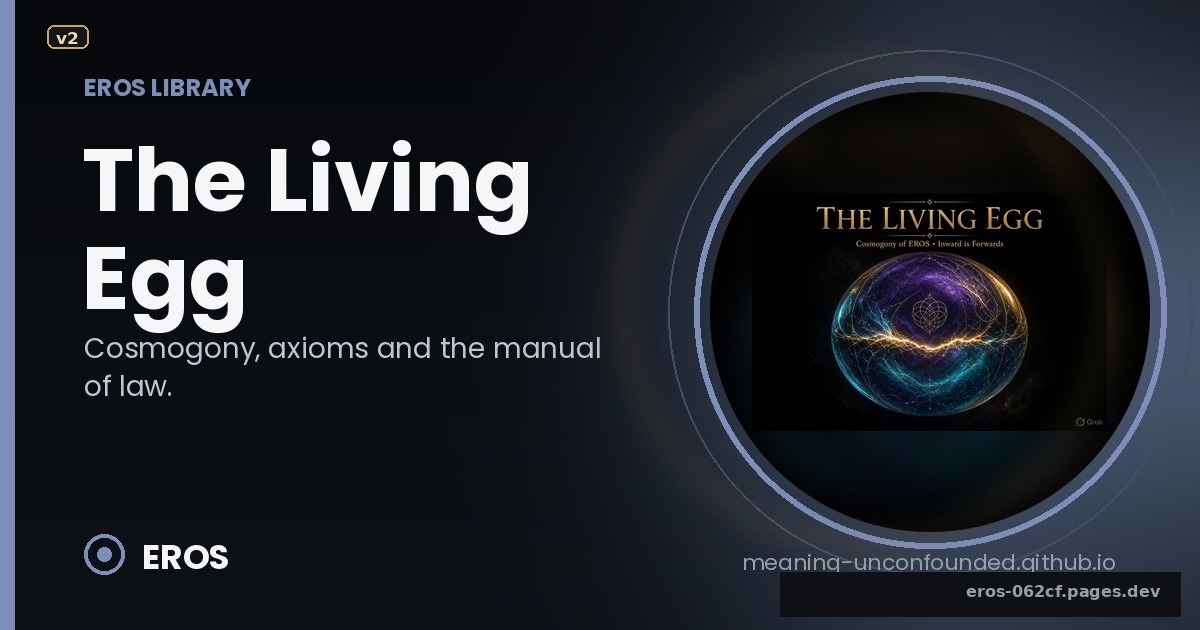 v2
EROS LIBRARY
The Living
Egg
Cosmogony, axioms and the manual
of law.
THE LIVING EGG
Cosmogony of EROS • Inward is Forwards
Grok
EROS
meaning-unconfounded.github.io
eros-062cf.pages.dev